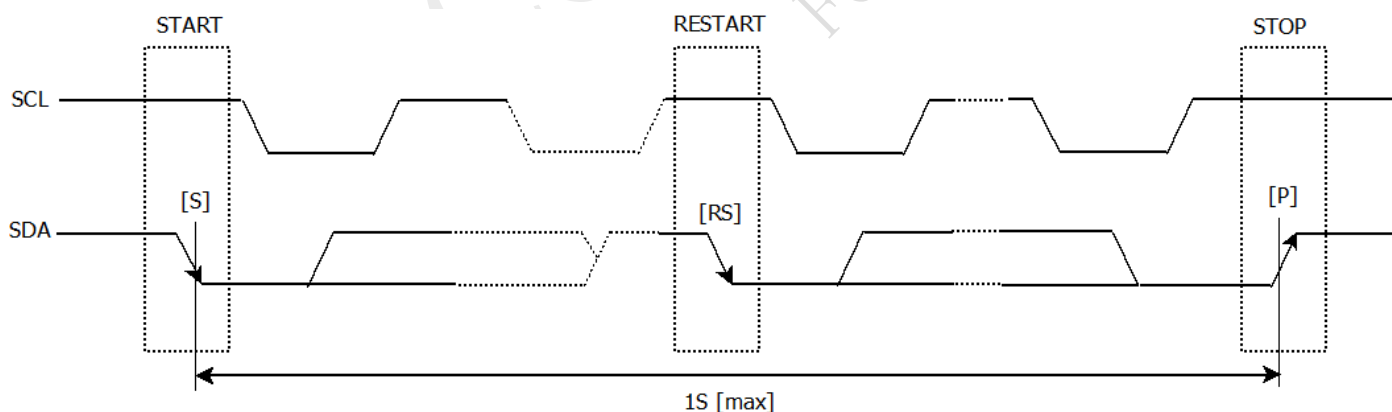 START
RESTART
STOP
SCL
[S]
[RS]
[P]
SDA
1S [max]